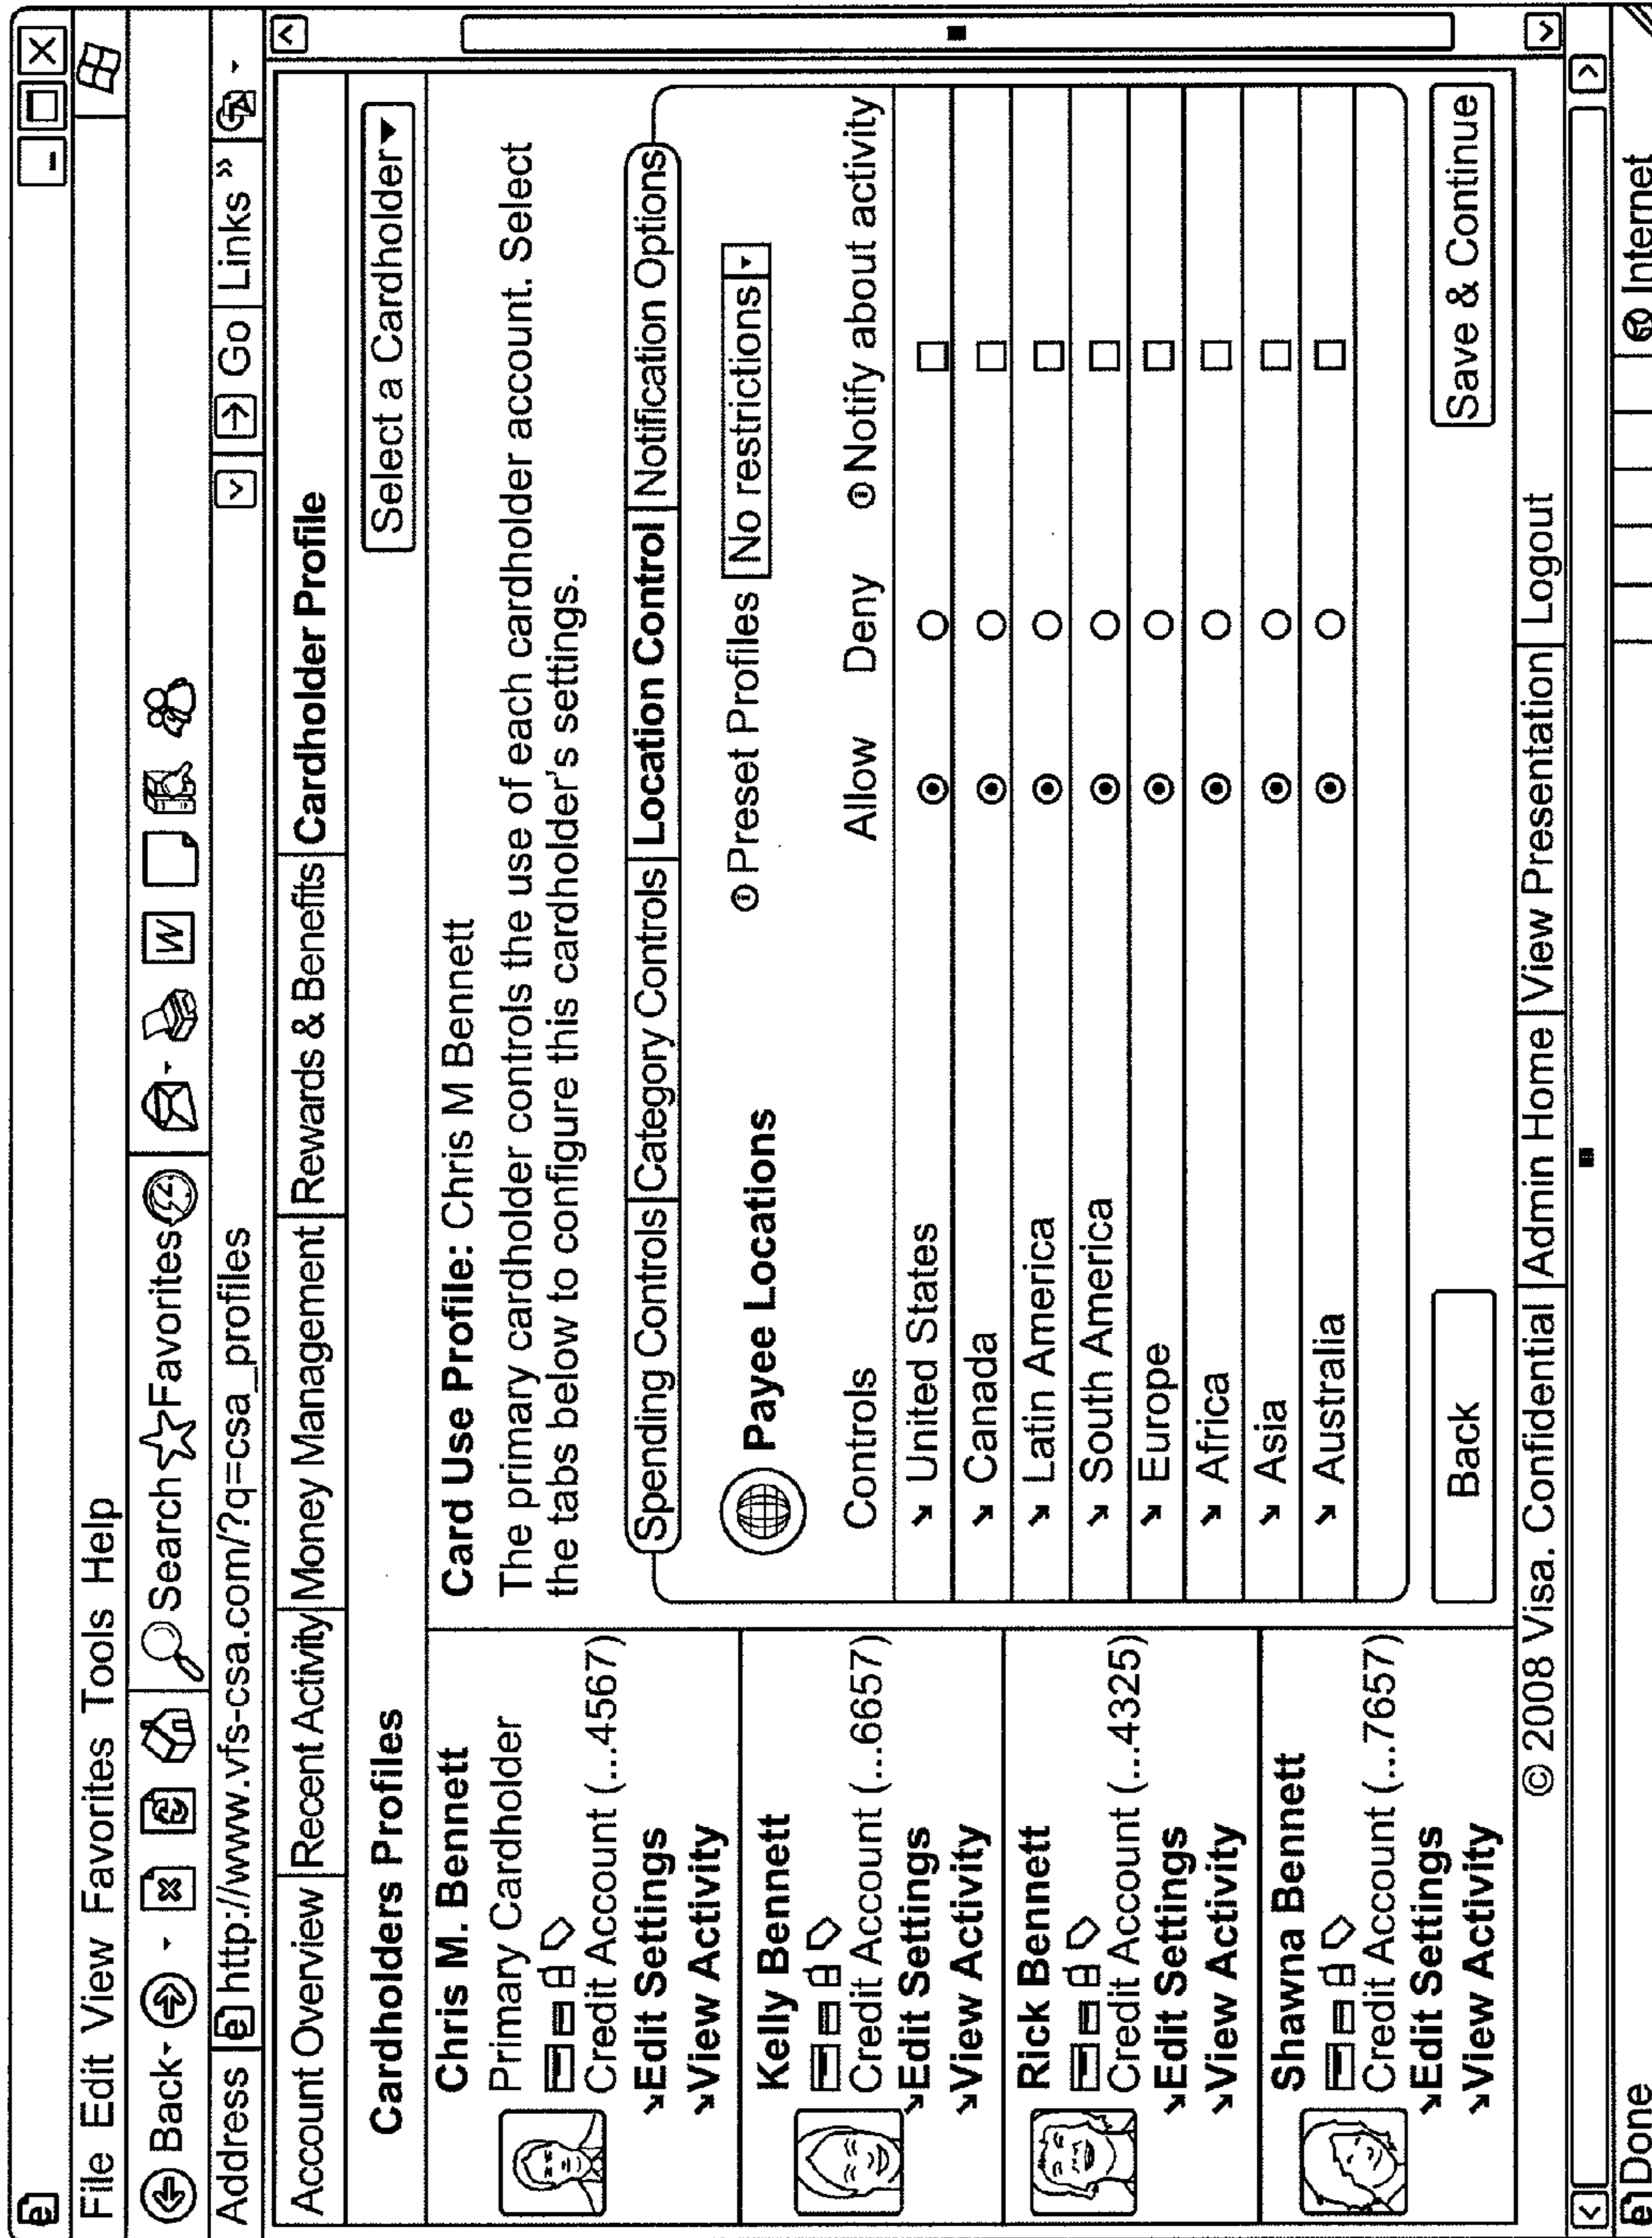 File Edit View Favorites Tools Help
Back Search Favorites W
Address http://www.vfs-csa.com/?q=csa_profiles Go Links »
Account Overview Recent Activity Money Management Rewards & Benefits Cardholder Profile
Cardholders Profiles
Select a Cardholder
Chris M. Bennett
Primary Cardholder
Credit Account (...4567)
Edit Settings
View Activity
Kelly Bennett
Credit Account (...6657)
Edit Settings
View Activity
Rick Bennett
Credit Account (...4325)
Edit Settings
View Activity
Shawna Bennett
Credit Account (...7657)
Edit Settings
View Activity
Card Use Profile: Chris M Bennett
The primary cardholder controls the use of each cardholder account. Select
the tabs below to configure this cardholder's settings.
Spending Controls Category Controls Location Control Notification Options
Payee Locations Preset Profiles No restrictions
Controls Allow Deny Notify about activity
United States
Canada
Latin America
South America
Europe
Africa
Asia
Australia
Back Save & Continue
© 2008 Visa. Confidential Admin Home View Presentation Logout
Done Internet